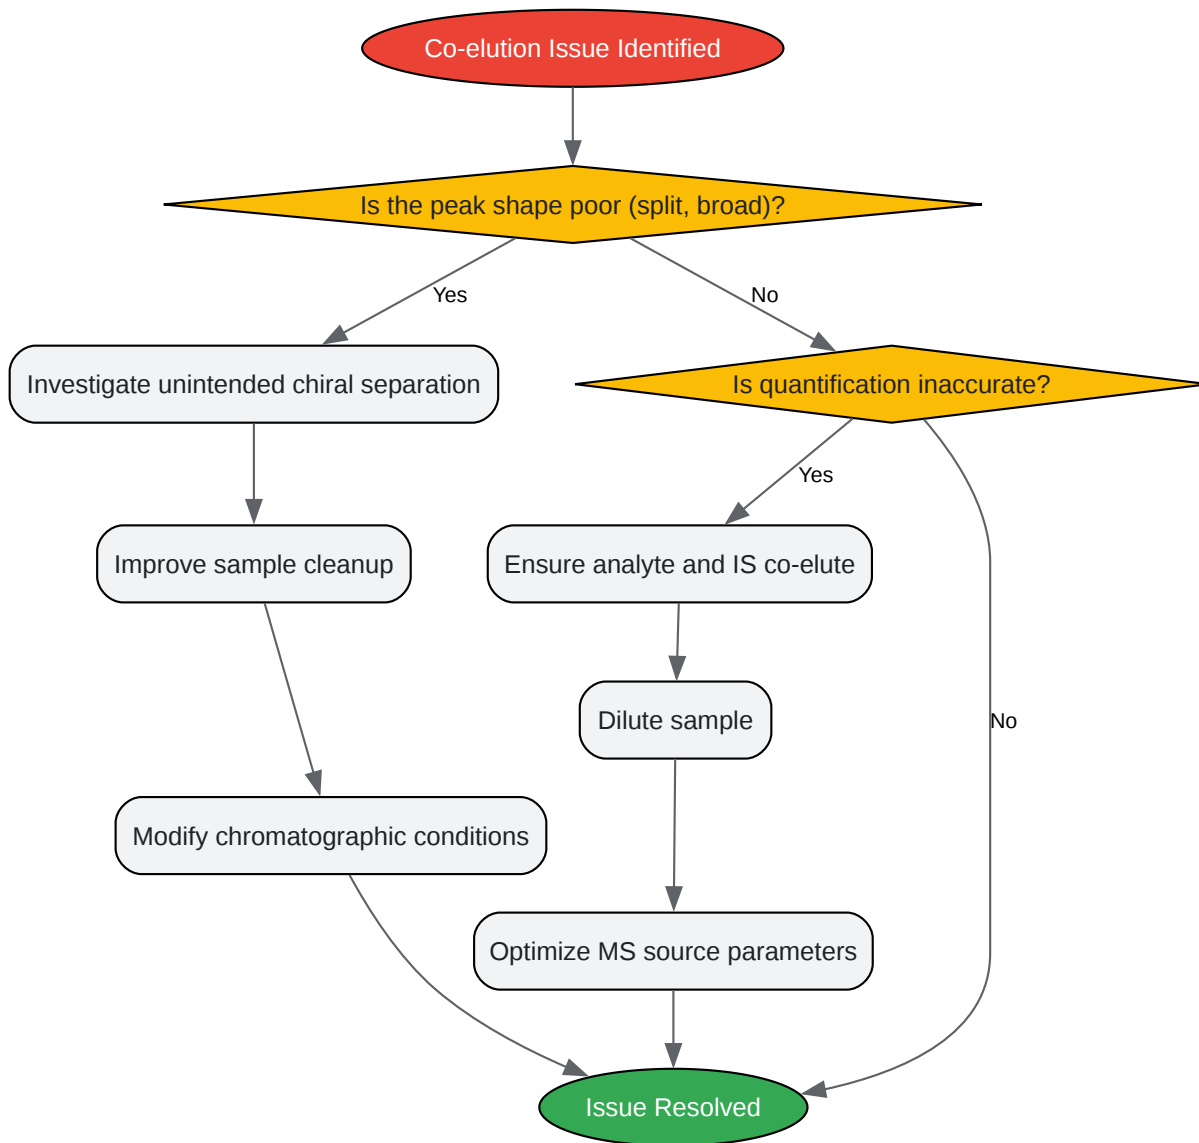 Co-elution Issue Identified
Is the peak shape poor (split, broad)?
Yes
No
Investigate unintended chiral separation
Is quantification inaccurate?
Yes
Improve sample cleanup
Ensure analyte and IS co-elute
Dilute sample
No
Modify chromatographic conditions
Optimize MS source parameters
Issue Resolved